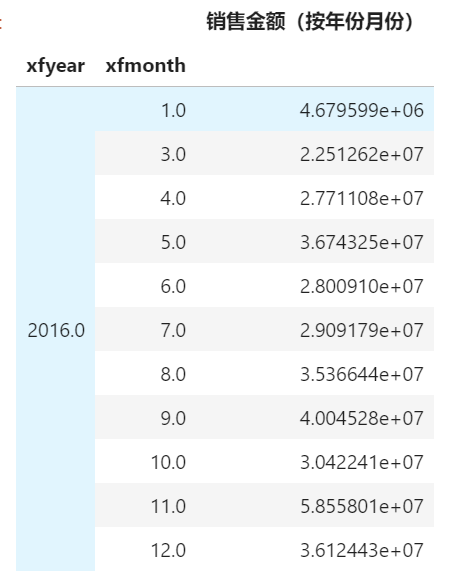 销售金额（按年份月份）
xfyear xfmonth
1.0 4.679599e+06
3.0 2.251262e+07
4.0 2.771108e+07
5.0 3.674325e+07
6.0 2.800910e+07
2016.0 7.0 2.909179e+07
8.0 3.536644e+07
9.0 4.004528e+07
10.0 3.042241e+07
11.0 5.855801e+07
12.0 3.612443e+07